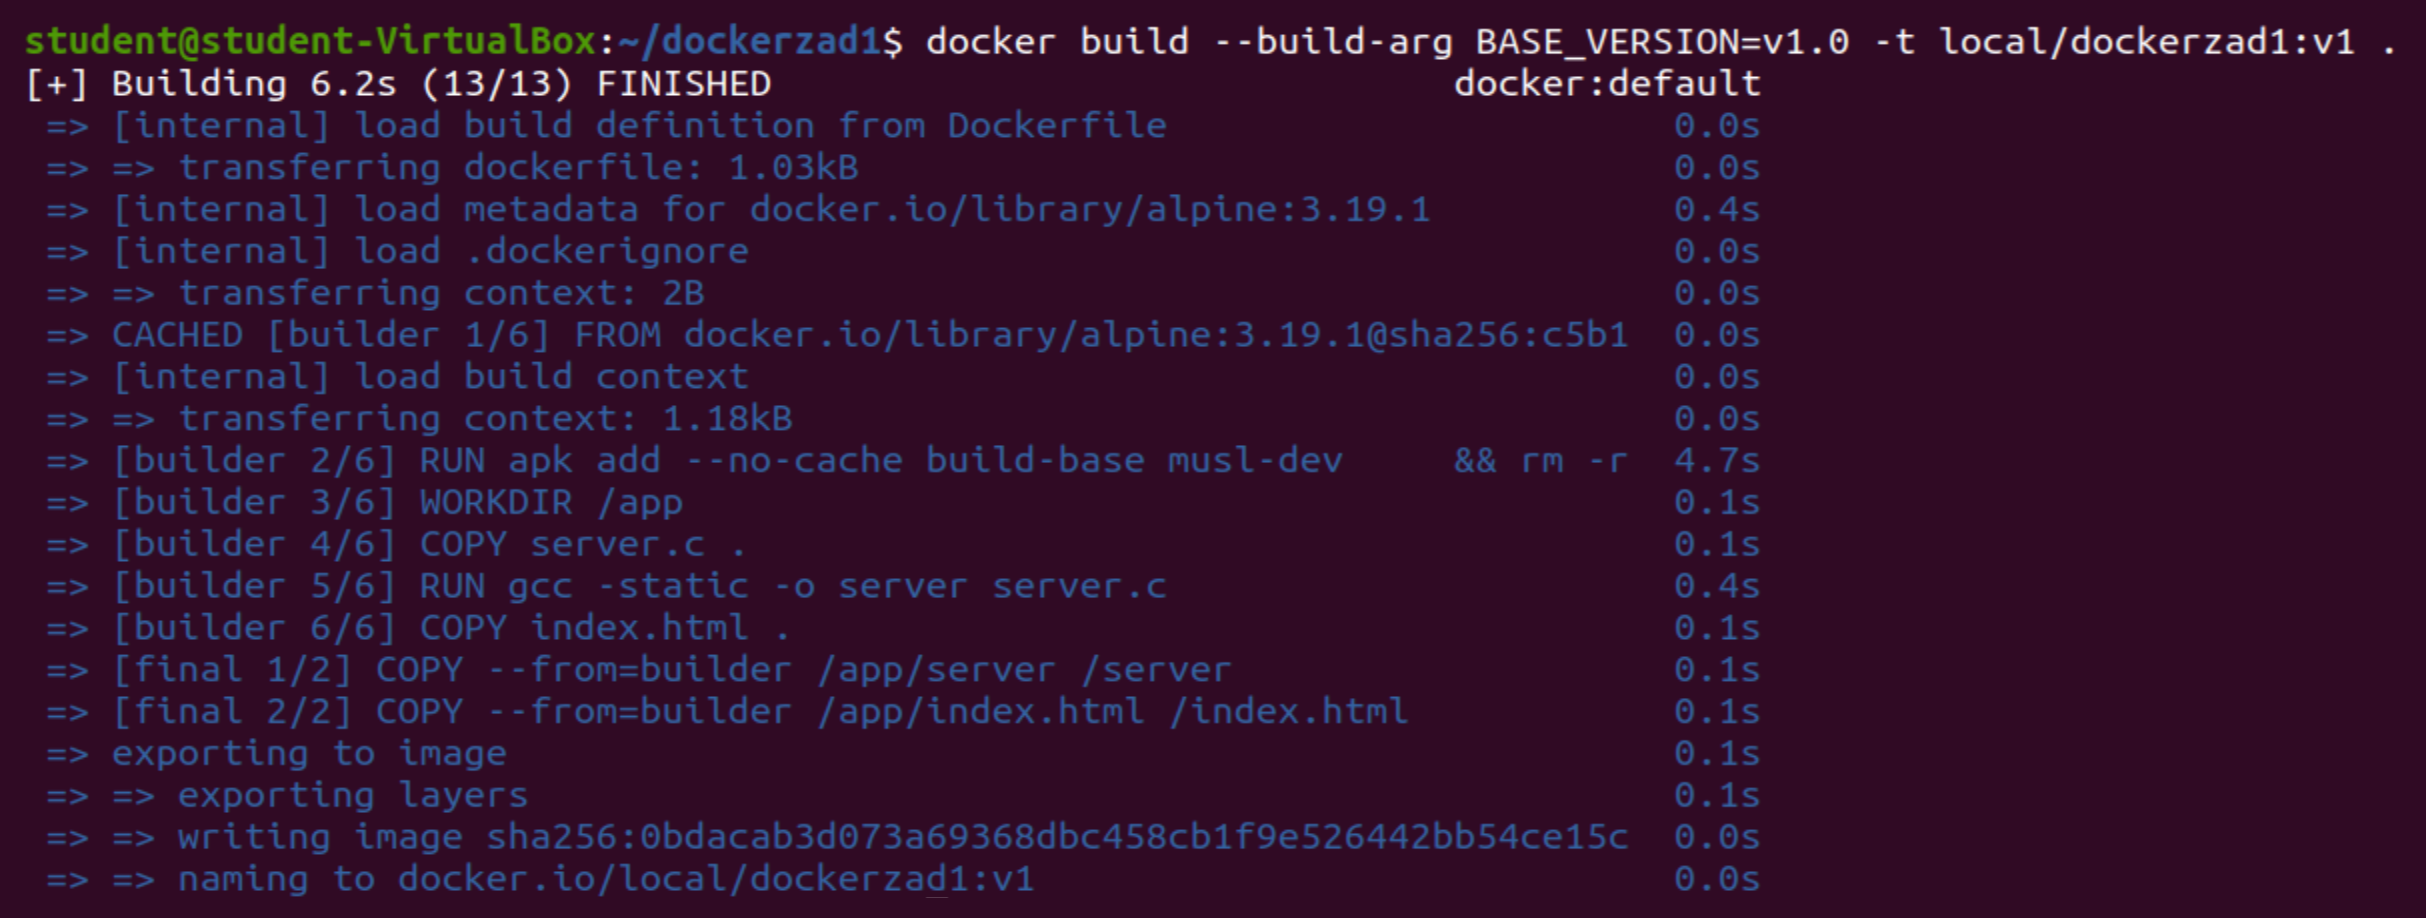 student@student-VirtualBox:~/dockerzad1$ docker build --build-arg BASE_VERSION=v1.0 -t local/dockerzad1:v1 .
[+] Building 6.2s (13/13) FINISHED docker:default
=> [internal] load build definition from Dockerfile 0.0s
=> => transferring dockerfile: 1.03kB 0.0s
=> [internal] load metadata for docker.io/library/alpine:3.19.1 0.4s
=> [internal] load .dockerignore 0.0s
=> => transferring context: 2B 0.0s
=> CACHED [builder 1/6] FROM docker.io/library/alpine:3.19.1@sha256:c5b1 0.0s
=> [internal] load build context 0.0s
=> => transferring context: 1.18kB 0.0s
=> [builder 2/6] RUN apk add --no-cache build-base musl-dev && rm -r 4.7s
=> [builder 3/6] WORKDIR /app 0.1s
=> [builder 4/6] COPY server.c . 0.1s
=> [builder 5/6] RUN gcc -static -o server server.c 0.4s
=> [builder 6/6] COPY index.html . 0.1s
=> [final 1/2] COPY --from=builder /app/server /server 0.1s
=> [final 2/2] COPY --from=builder /app/index.html /index.html 0.1s
=> exporting to image 0.1s
=> => exporting layers 0.1s
=> => writing image sha256:0bdacab3d073a69368dbc458cb1f9e526442bb54ce15c 0.0s
=> => naming to docker.io/local/dockerzad1:v1 0.0s